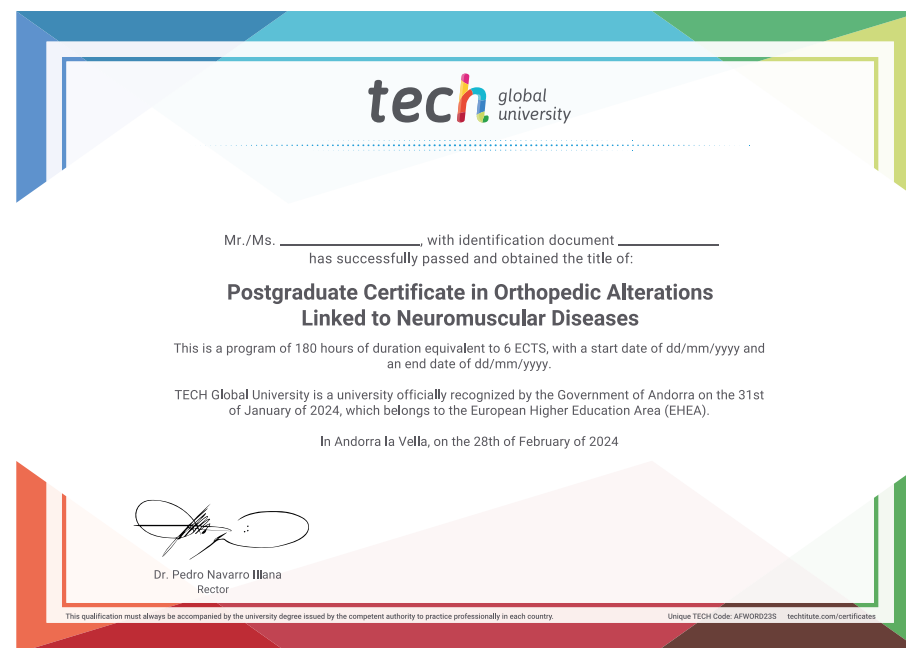 tech global
university
Mr./Ms. ____________, with identification document ____________
has successfully passed and obtained the title of:
Postgraduate Certificate in Orthopedic Alterations
Linked to Neuromuscular Diseases
This is a program of 180 hours of duration equivalent to 6 ECTS, with a start date of dd/mm/yyyy and
an end date of dd/mm/yyyy.
TECH Global University is a university officially recognized by the Government of Andorra on the 31st
of January of 2024, which belongs to the European Higher Education Area (EHEA).
In Andorra la Vella, on the 28th of February of 2024
Dr. Pedro Navarro Illana
Rector
This qualification must always be accompanied by the university degree issued by the competent authority to practice professionally in each country. Unique TECH Code: AFWORD23S techtitute.com/certificates